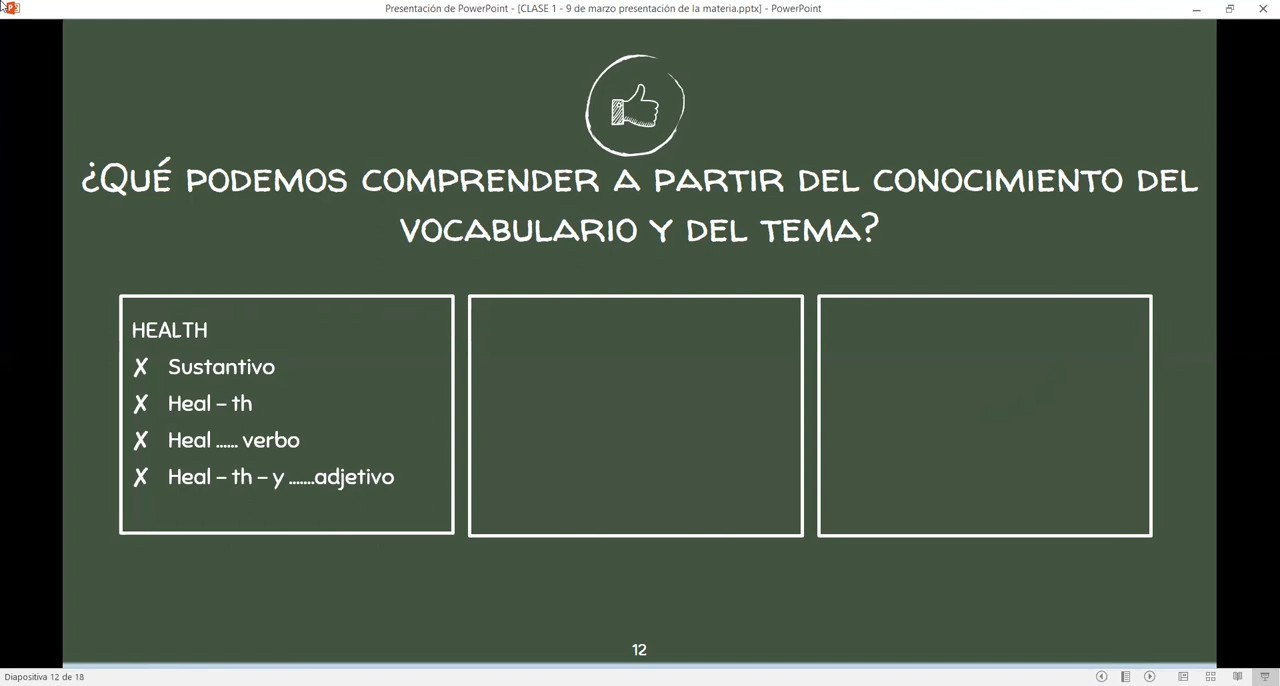 Presentación de PowerPoint - [CLASE 1 - 9 de marzo presentación de la materia.pptx] - PowerPoint
¿Qué podemos comprender a partir del conocimiento del
vocabulario y del tema?
HEALTH
✗ Sustantivo
✗ Heal – th
✗ Heal ...... verbo
✗ Heal – th – y .......adjetivo
12
Diapositiva 12 de 18